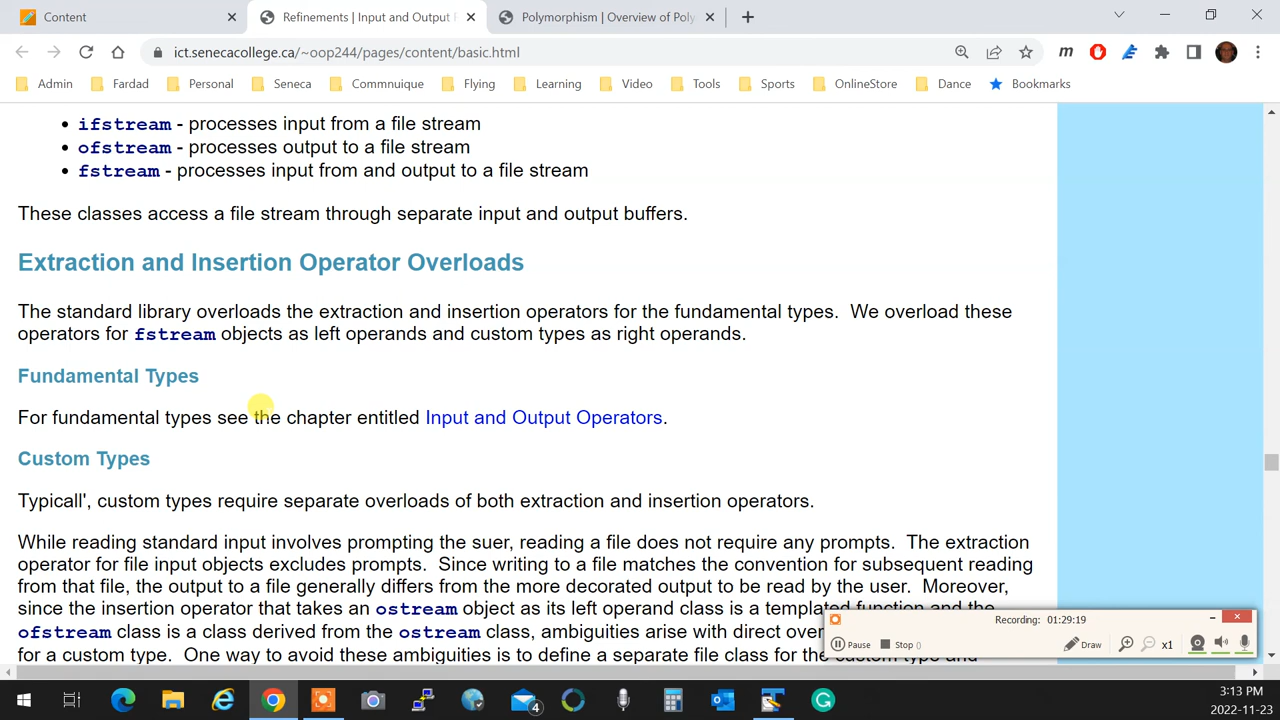 Content
Refinements | Input and Output
Polymorphism | Overview of Poly
ict.senecacollege.ca/~oop244/pages/content/basic.html
Admin Fardad Personal Seneca Commnuique Flying Learning Video Tools Sports OnlineStore Dance Bookmarks
• ifstream - processes input from a file stream
• ofstream - processes output to a file stream
• fstream - processes input from and output to a file stream
These classes access a file stream through separate input and output buffers.
Extraction and Insertion Operator Overloads
The standard library overloads the extraction and insertion operators for the fundamental types. We overload these
operators for fstream objects as left operands and custom types as right operands.
Fundamental Types
For fundamental types see the chapter entitled Input and Output Operators.
Custom Types
Typicall', custom types require separate overloads of both extraction and insertion operators.
While reading standard input involves prompting the suer, reading a file does not require any prompts. The extraction
operator for file input objects excludes prompts. Since writing to a file matches the convention for subsequent reading
from that file, the output to a file generally differs from the more decorated output to be read by the user. Moreover,
since the insertion operator that takes an ostream object as its left operand class is a templated function and the
ofstream class is a class derived from the ostream class, ambiguities arise with direct over
for a custom type. One way to avoid these ambiguities is to define a separate file class for the custom type and
Recording: 01:29:19
Pause Stop Draw x1
4
3:13 PM
2022-11-23